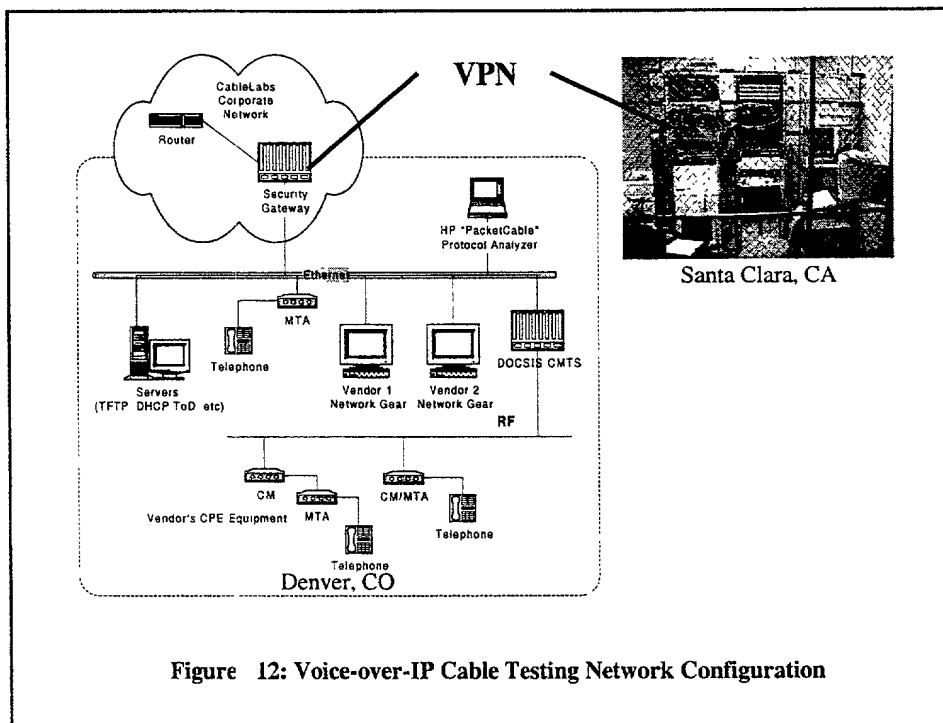 VPN
CableLabs
Corporate
Network
Router
Security
Gateway
HP "PacketCable"
Protocol Analyzer
Santa Clara, CA
Ethernet
MTA
Telephone
DOCSIS CMTS
Servers
(TFTP DHCP ToD etc)
Vendor 1
Network Gear
Vendor 2
Network Gear
RF
CM
MTA
CM/MTA
Vendor's CPE Equipment
Telephone
Telephone
Denver, CO
Figure 12: Voice-over-IP Cable Testing Network Configuration